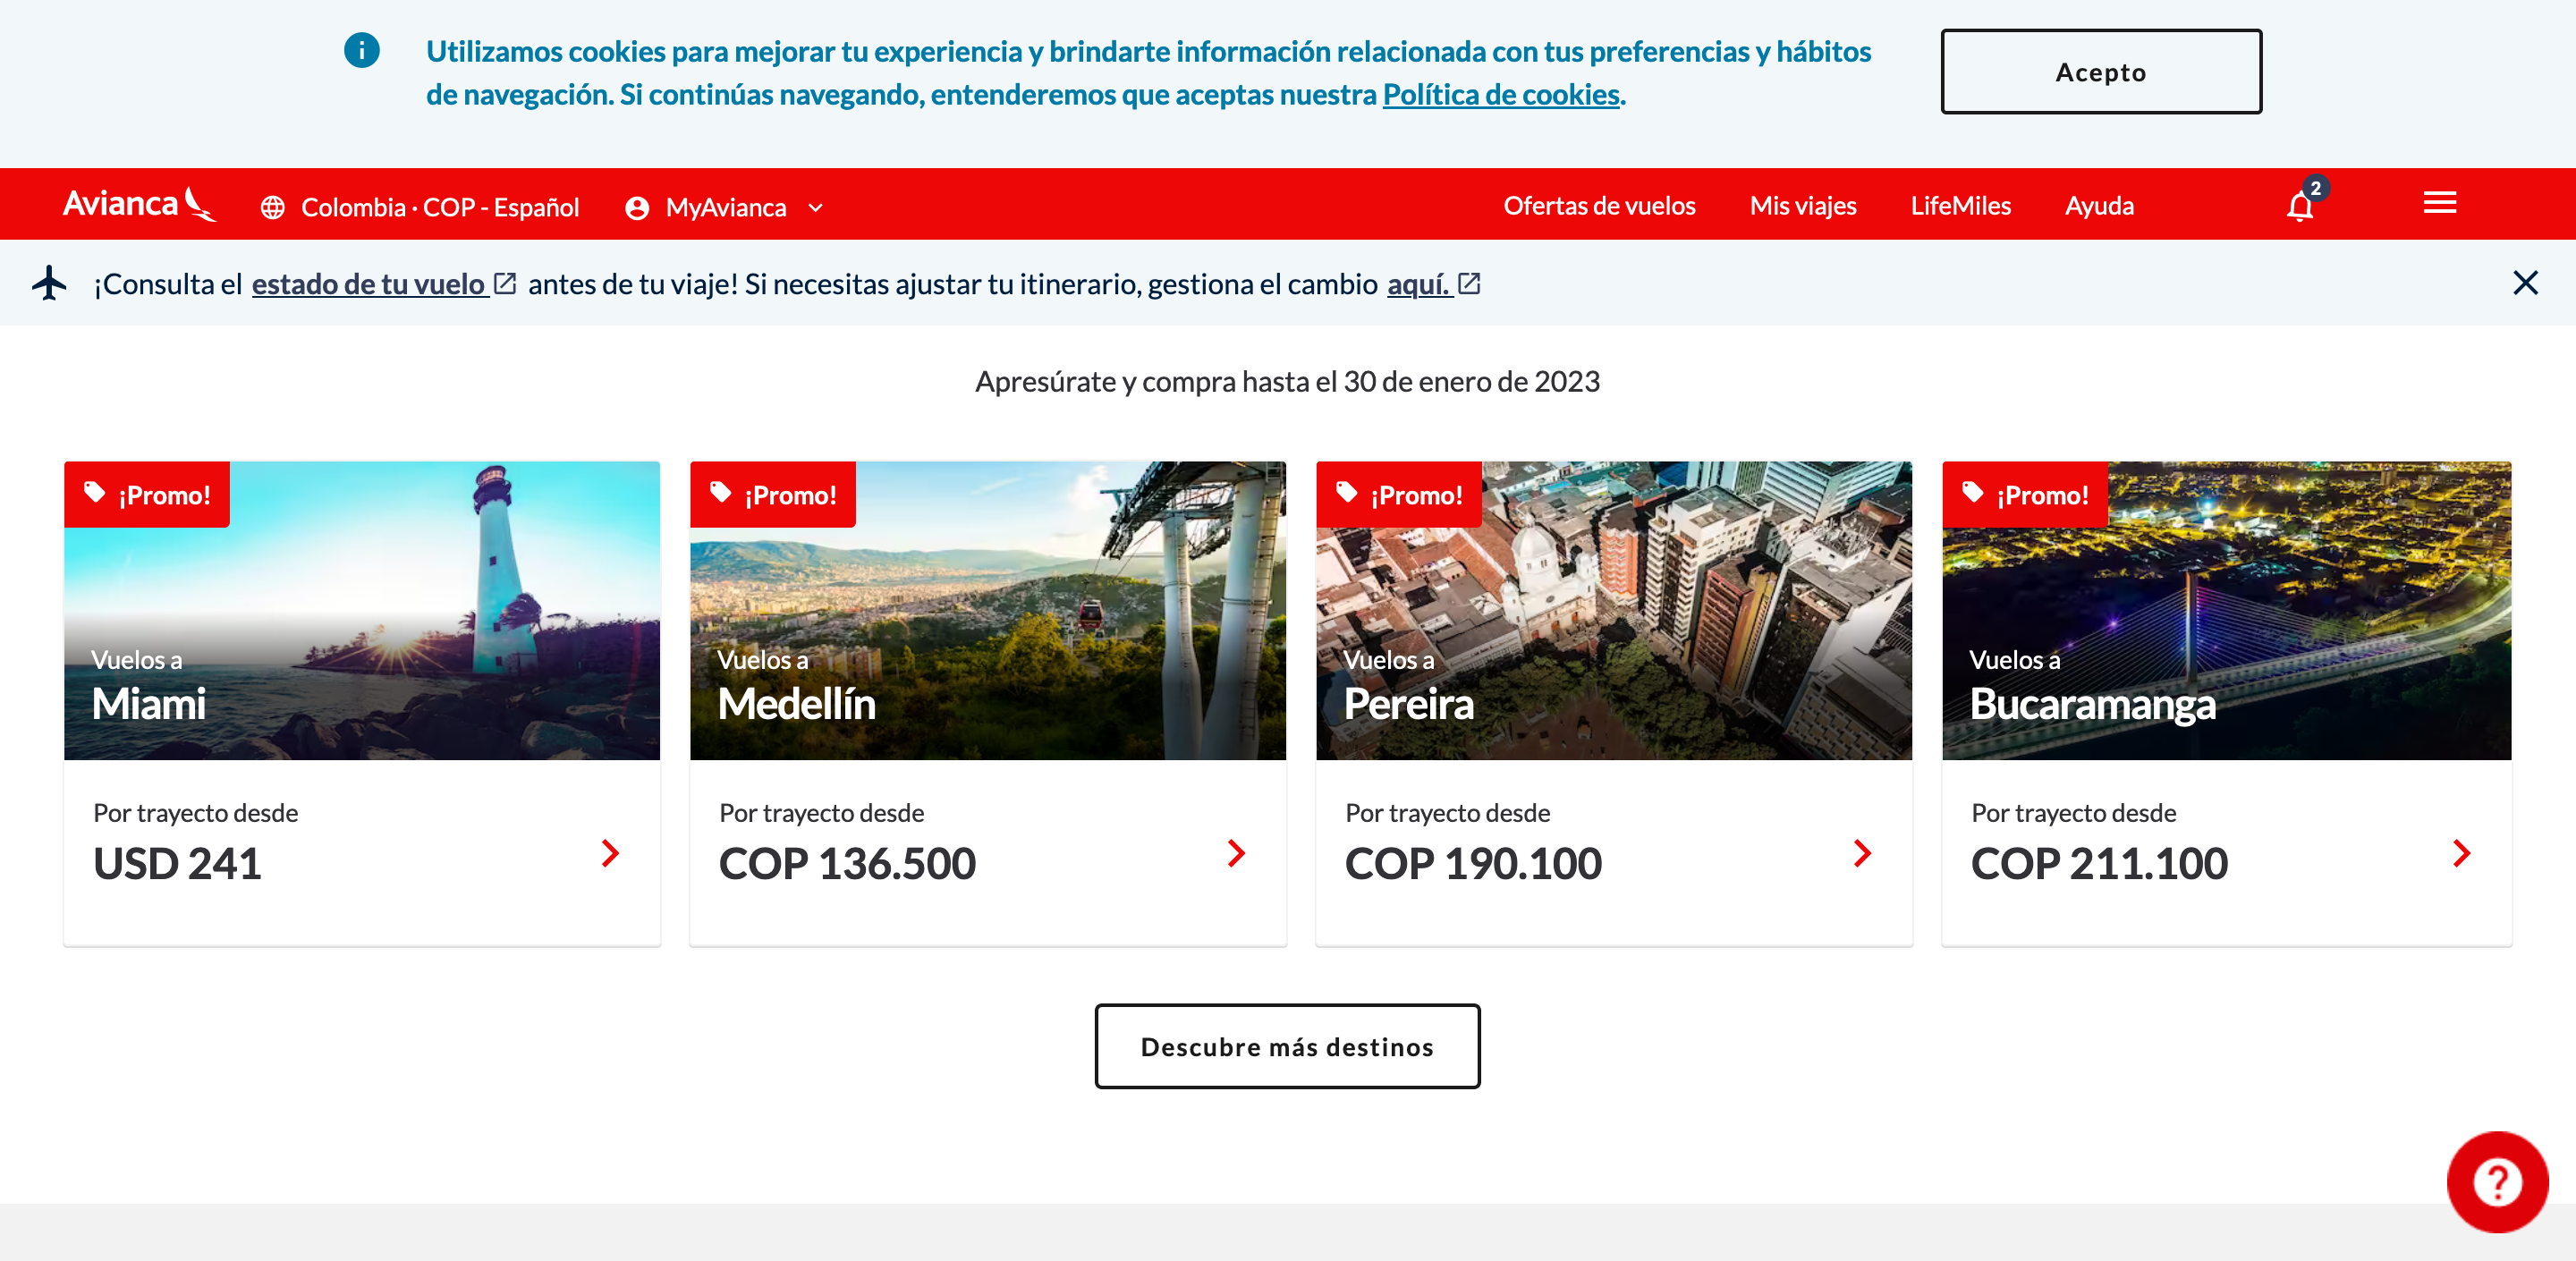 Utilizamos cookies para mejorar tu experiencia y brindarte información relacionada con tus preferencias y hábitos
de navegación. Si continúas navegando, entenderemos que aceptas nuestra Política de cookies.
Acepto
Avianca
Colombia · COP - Español
MyAvianca
Ofertas de vuelos
Mis viajes
LifeMiles
Ayuda
2
¡Consulta el estado de tu vuelo antes de tu viaje! Si necesitas ajustar tu itinerario, gestiona el cambio aquí.
Apresúrate y compra hasta el 30 de enero de 2023
¡Promo!
Vuelos a
Miami
Por trayecto desde
USD 241
¡Promo!
Vuelos a
Medellín
Por trayecto desde
COP 136.500
¡Promo!
Vuelos a
Pereira
Por trayecto desde
COP 190.100
¡Promo!
Vuelos a
Bucaramanga
Por trayecto desde
COP 211.100
Descubre más destinos
?